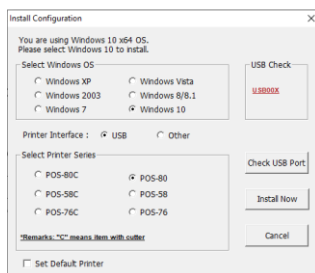 Install Configuration
You are using Windows 10 x64 OS.
Please select Windows 10 to install.
Select Windows OS
Windows XP
Windows Vista
Windows 2003
Windows 8/8.1
Windows 7
Windows 10
USB Check
USB00X
Printer Interface :
USB
Other
Select Printer Series
POS-80C
POS-80
POS-58C
POS-58
POS-76C
POS-76
*Remarks: "C" means item with cutter
Check USB Port
Install Now
Cancel
Set Default Printer